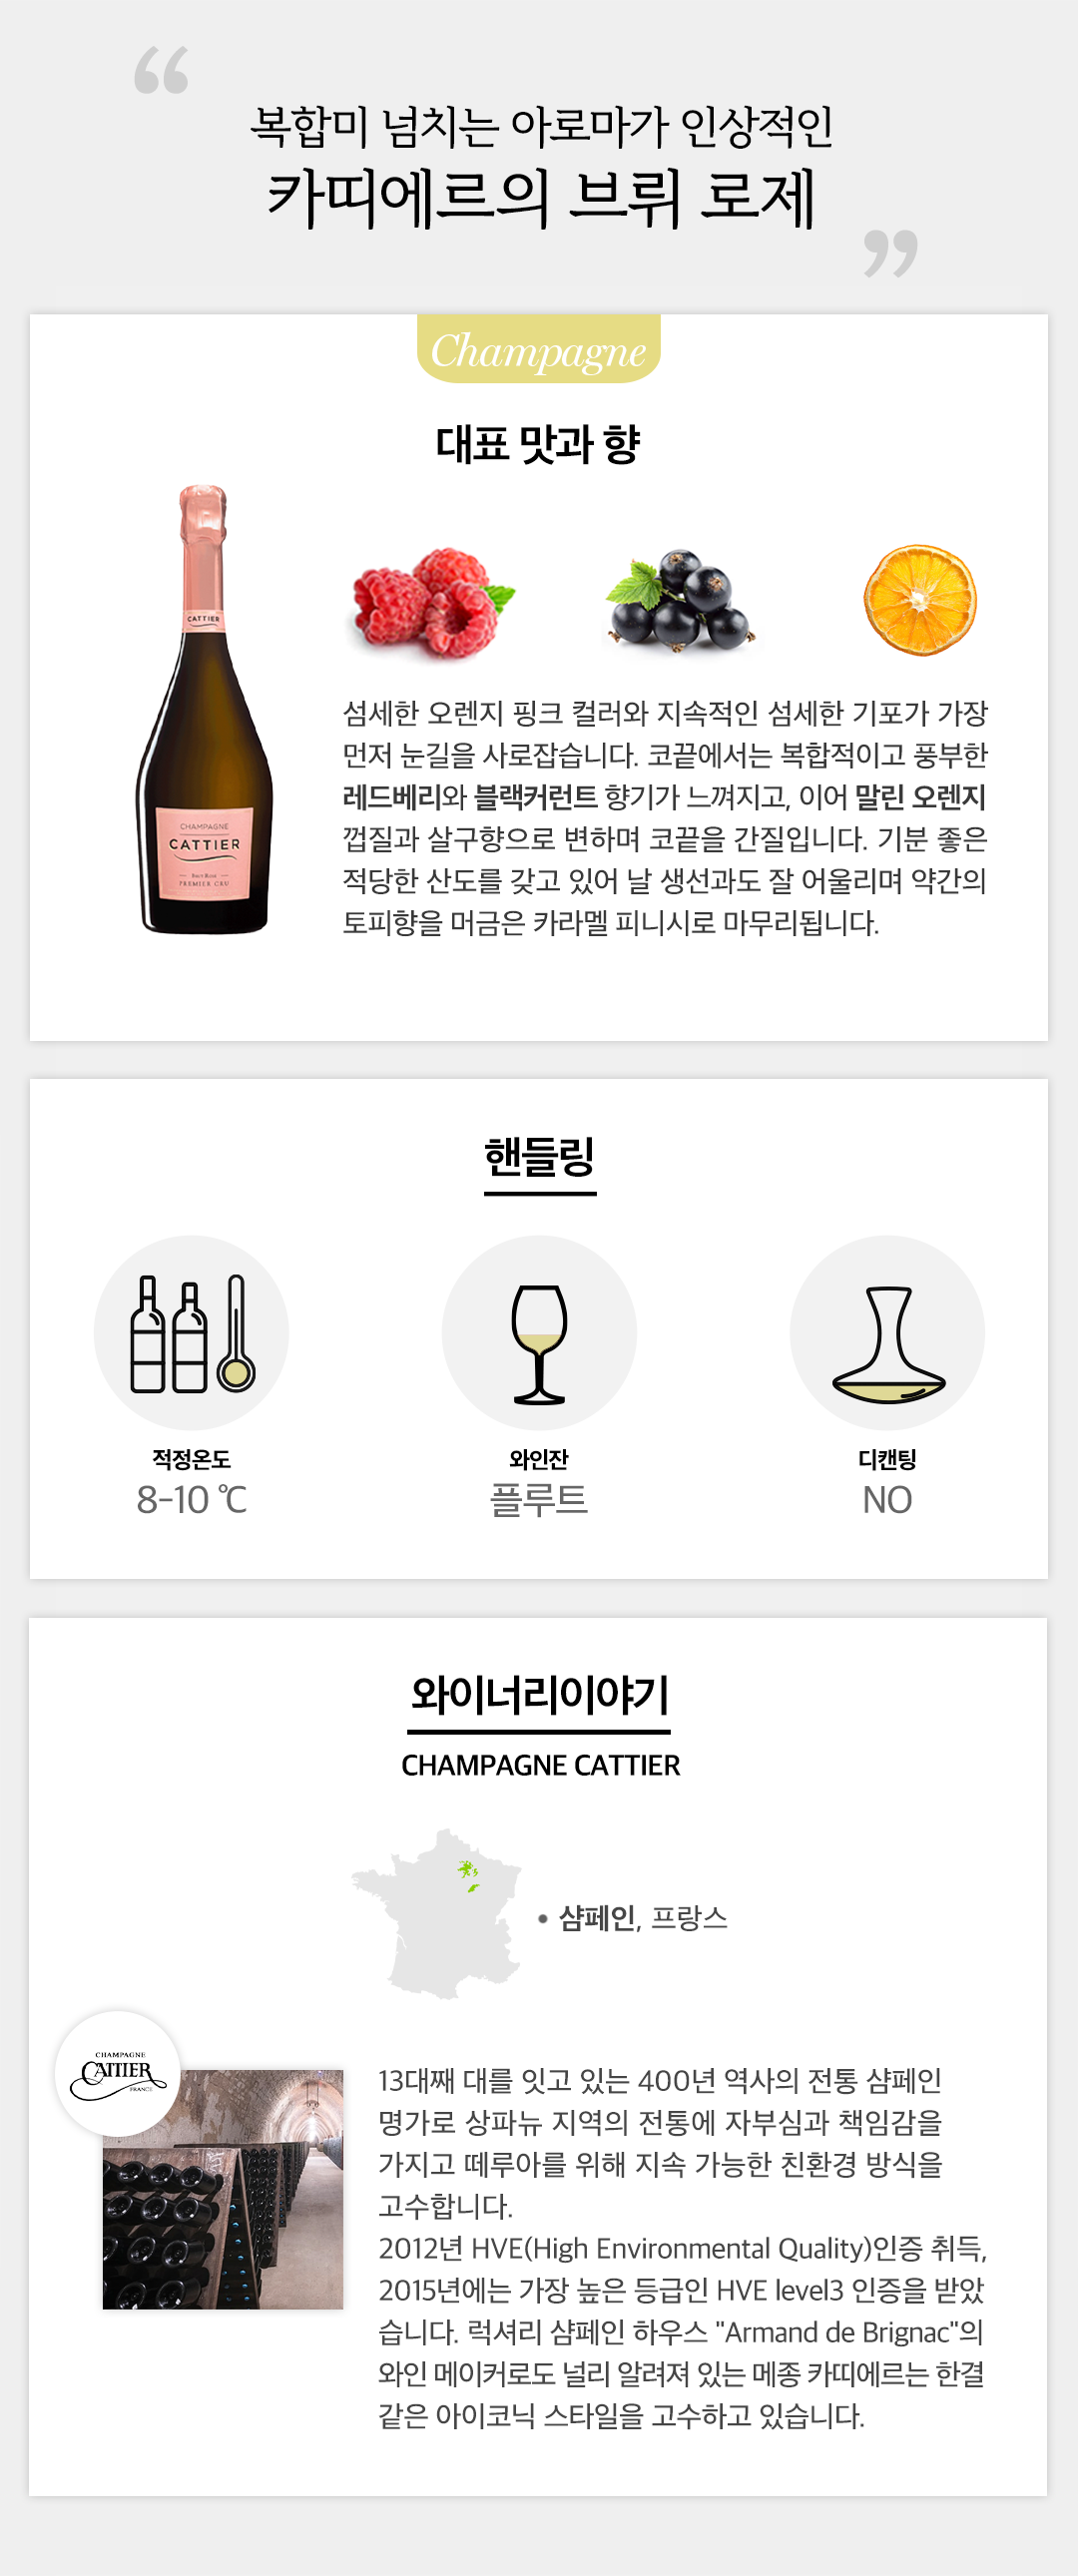 “
복합미 넘치는 아로마가 인상적인
카띠에르의 브뤼 로제
”
Champagne
대표 맛과 향
CATTIER
CHAMPAGNE
CATTIER
BRUT ROSÉ
PREMIER CRU
섬세한 오렌지 핑크 컬러와 지속적인 섬세한 기포가 가장
먼저 눈길을 사로잡습니다. 코끝에서는 복합적이고 풍부한
레드베리와 블랙커런트 향기가 느껴지고, 이어 말린 오렌지
껍질과 살구향으로 변하며 코끝을 간질입니다. 기분 좋은
적당한 산도를 갖고 있어 날 생선과도 잘 어울리며 약간의
토피향을 머금은 카라멜 피니시로 마무리됩니다.
핸들링
적정온도
8-10 ℃
와인잔
플루트
디캔팅
NO
와이너리이야기
CHAMPAGNE CATTIER
• 샴페인, 프랑스
CHAMPAGNE
CATTIER
FRANCE
13대째 대를 잇고 있는 400년 역사의 전통 샴페인
명가로 상파뉴 지역의 전통에 자부심과 책임감을
가지고 떼루아를 위해 지속 가능한 친환경 방식을
고수합니다.
2012년 HVE(High Environmental Quality)인증 취득,
2015년에는 가장 높은 등급인 HVE level3 인증을 받았
습니다. 럭셔리 샴페인 하우스 "Armand de Brignac"의
와인 메이커로도 널리 알려져 있는 메종 카띠에르는 한결
같은 아이코닉 스타일을 고수하고 있습니다.